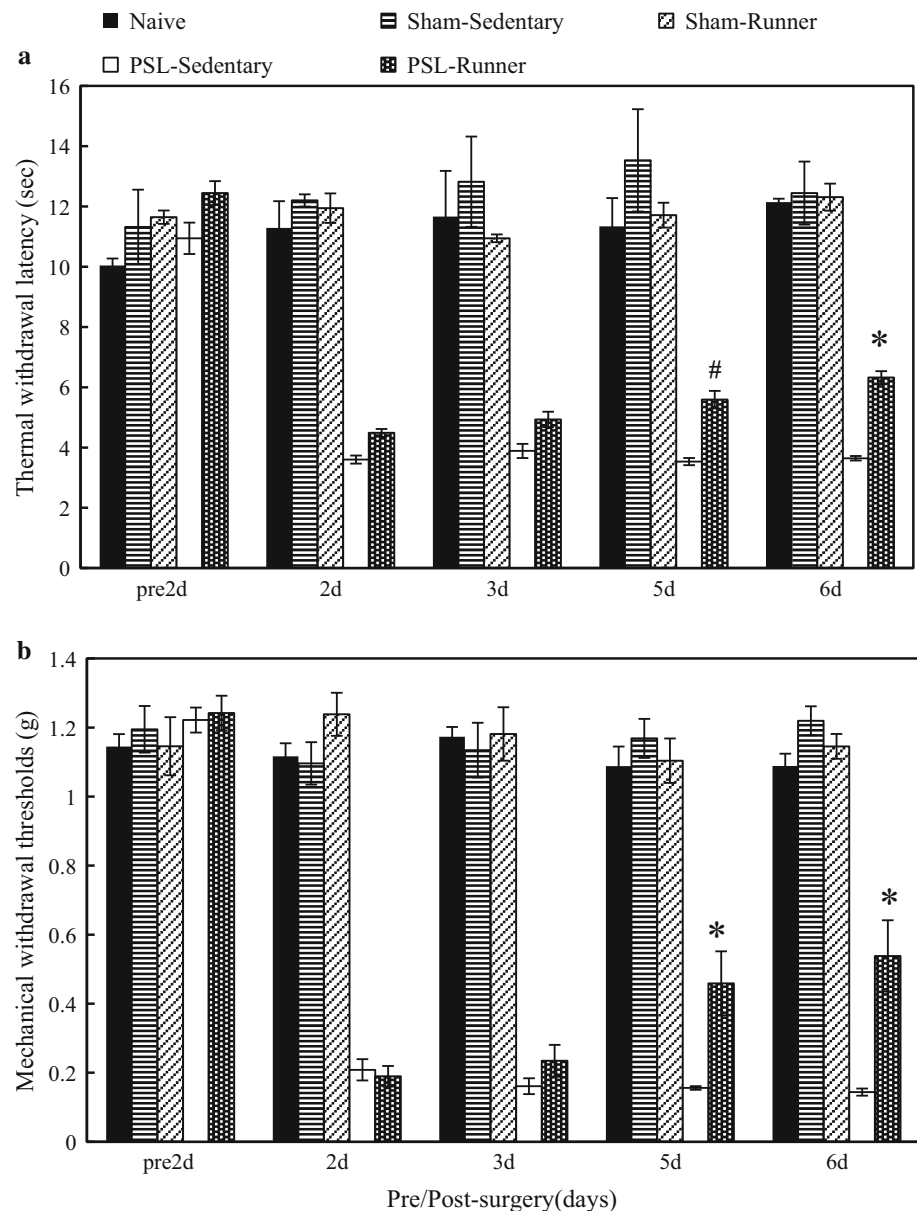 Naive Sham-Sedentary Sham-Runner
PSL-Sedentary PSL-Runner
a
Thermal withdrawal latency (sec)
16
14
12
10
8
6
4
2
0
# *
pre2d 2d 3d 5d 6d
b
Mechanical withdrawal thresholds (g)
1.4
1.2
1
0.8
0.6
0.4
0.2
0
* *
pre2d 2d 3d 5d 6d
Pre/Post-surgery(days)